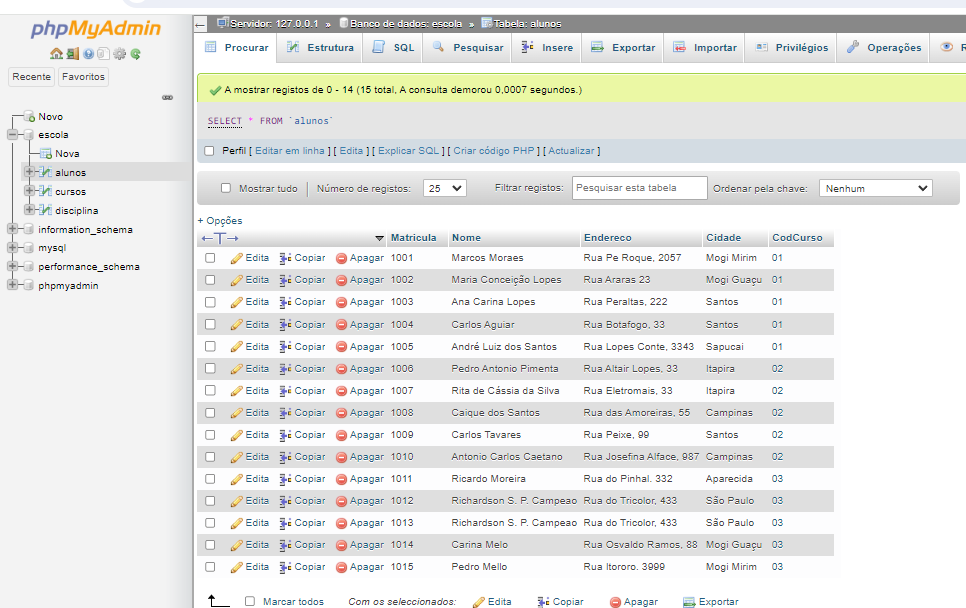 phpMyAdmin
Recente Favoritos
Novo
escola
Nova
alunos
cursos
disciplina
information_schema
mysql
performance_schema
phpmyadmin
Servidor: 127.0.0.1 » Banco de dados: escola » Tabela: alunos
Procurar Estrutura SQL Pesquisar Insere Exportar Importar Privilégios Operações
A mostrar registos de 0 - 14 (15 total, A consulta demorou 0,0007 segundos.)
SELECT * FROM `alunos`
Perfil [ Editar em linha ] [ Edita ] [ Explicar SQL ] [ Criar código PHP ] [ Actualizar ]
Mostrar tudo Número de registos: 25 Filtrar registos: Pesquisar esta tabela Ordenar pela chave: Nenhum
+ Opções
←T→ Matricula Nome Endereco Cidade CodCurso
Edita Copiar Apagar 1001 Marcos Moraes Rua Pe Roque, 2057 Mogi Mirim 01
Edita Copiar Apagar 1002 Maria Conceição Lopes Rua Araras 23 Mogi Guaçu 01
Edita Copiar Apagar 1003 Ana Carina Lopes Rua Peraltas, 222 Santos 01
Edita Copiar Apagar 1004 Carlos Aguiar Rua Botafogo, 33 Santos 01
Edita Copiar Apagar 1005 André Luiz dos Santos Rua Lopes Conte, 3343 Sapucai 01
Edita Copiar Apagar 1006 Pedro Antonio Pimenta Rua Altair Lopes, 33 Itapira 02
Edita Copiar Apagar 1007 Rita de Cássia da Silva Rua Eletromais, 33 Itapira 02
Edita Copiar Apagar 1008 Caique dos Santos Rua das Amoreiras, 55 Campinas 02
Edita Copiar Apagar 1009 Carlos Tavares Rua Peixe, 99 Santos 02
Edita Copiar Apagar 1010 Antonio Carlos Caetano Rua Josefina Alface, 987 Campinas 02
Edita Copiar Apagar 1011 Ricardo Moreira Rua do Pinhal. 332 Aparecida 03
Edita Copiar Apagar 1012 Richardson S. P. Campeao Rua do Tricolor, 433 São Paulo 03
Edita Copiar Apagar 1013 Richardson S. P. Campeao Rua do Tricolor, 433 São Paulo 03
Edita Copiar Apagar 1014 Carina Melo Rua Osvaldo Ramos, 88 Mogi Guaçu 03
Edita Copiar Apagar 1015 Pedro Mello Rua Itororo. 3999 Mogi Mirim 03
Marcar todos Com os seleccionados: Edita Copiar Apagar Exportar